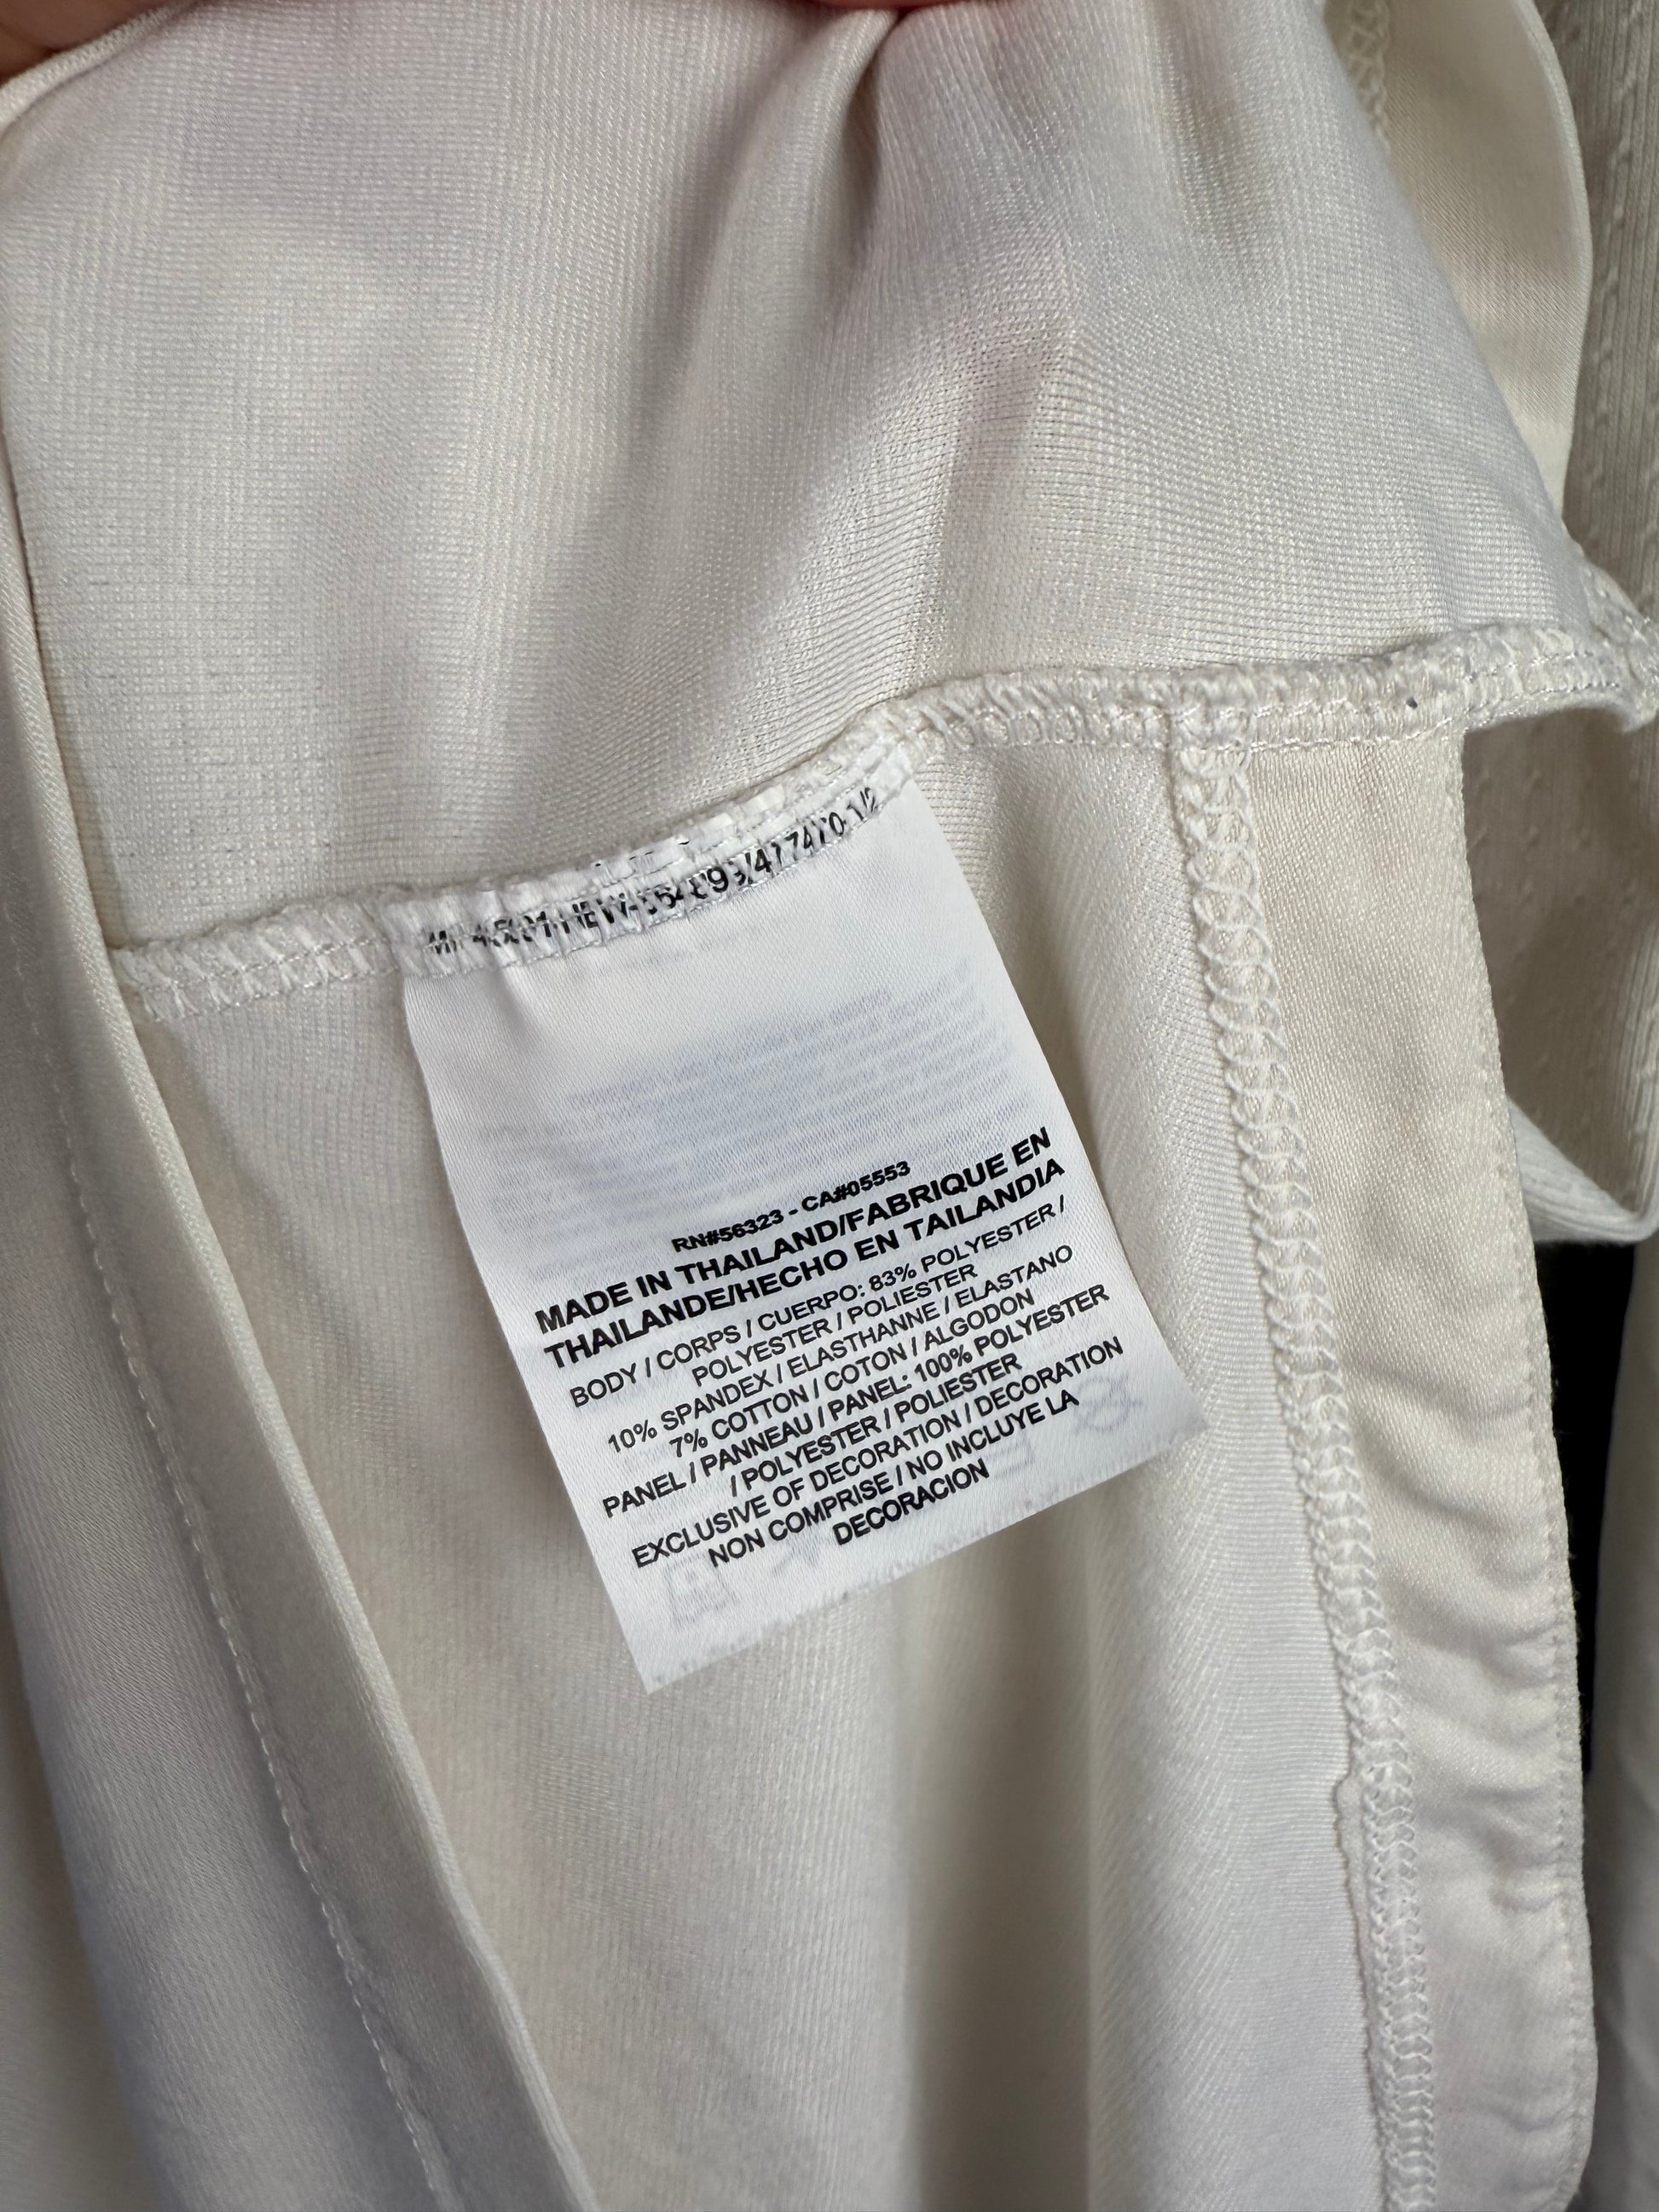 RN#56323 - CA#05553
MADE IN THAILAND/FABRIQUE EN
THAILANDE/HECHO EN TAILANDIA
BODY / CORPS / CUERPO: 83% POLYESTER /
POLYESTER / POLIESTER
10% SPANDEX / ELASTHANNE / ELASTANO
7% COTTON / COTON / ALGODON
PANEL / PANNEAU / PANEL: 100% POLYESTER
/ POLYESTER / POLIESTER
EXCLUSIVE OF DECORATION / DECORATION
NON COMPRISE / NO INCLUYE LA
DECORACION